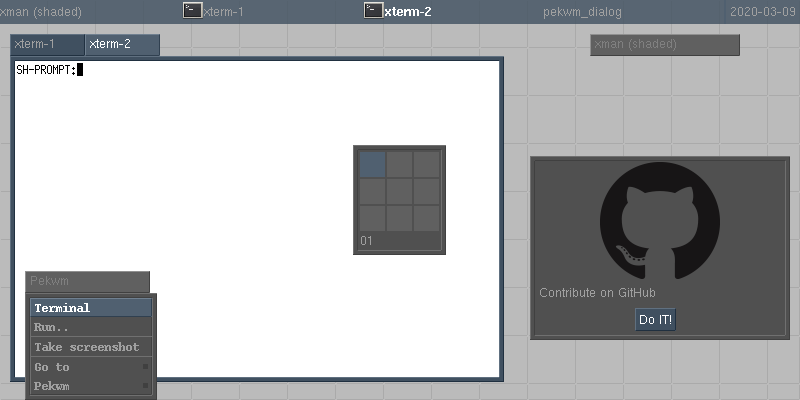 xman (shaded) xterm-1 xterm-2 pekwm_dialog 2020-03-09
xterm-1 xterm-2
xman (shaded)
SH-PROMPT:
01
Contribute on GitHub
Do IT!
Pekwm
Terminal
Run..
Take screenshot
Go to
Pekwm